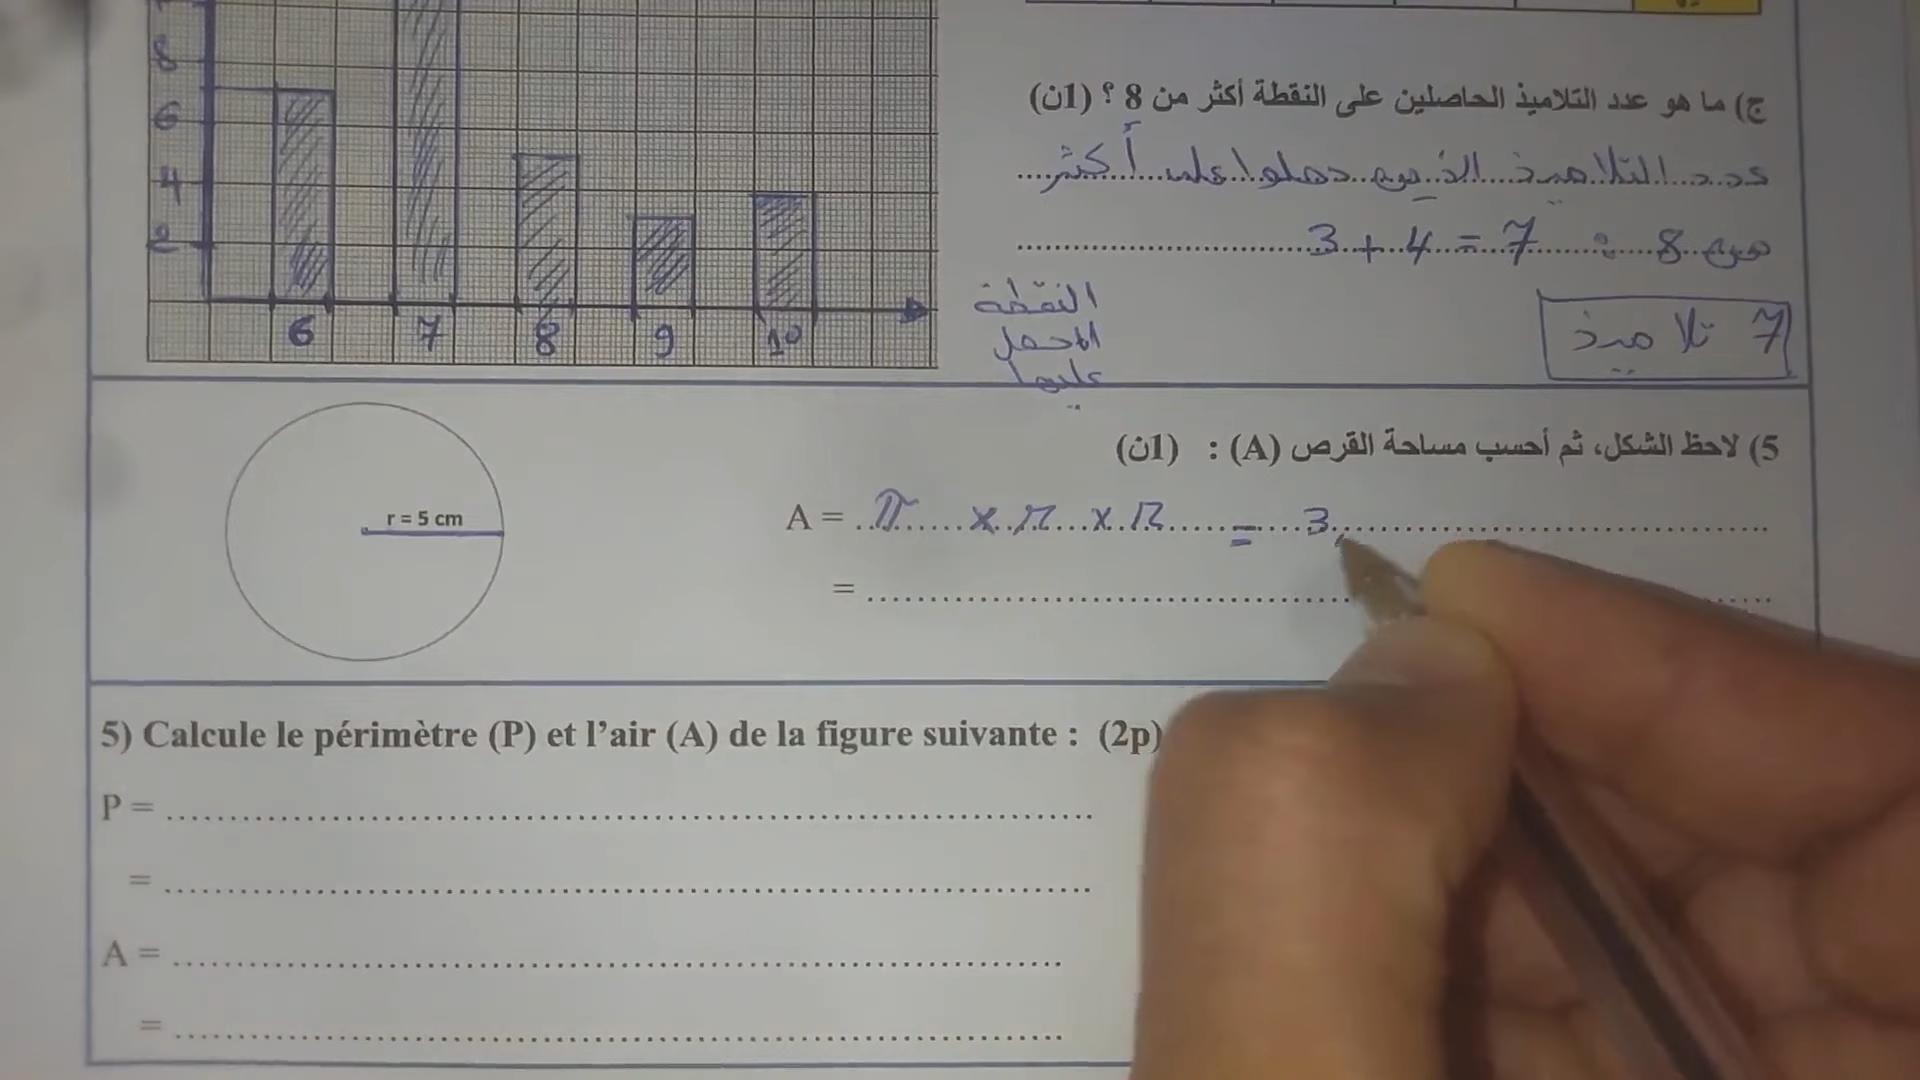 8
6
4
2
6 7 8 9 10
النقطة
المحصل
عليها
ج) ما هو عدد التلاميذ الحاصلين على النقطة أكثر من 8 ؟ (1ن)
عدد التلاميذ الذين حصلوا على أكثر
من 8 : 3 + 4 = 7
7 تلاميذ
5) لاحظ الشكل، ثم أحسب مساحة القرص (A) : (1ن)
r = 5 cm
A = π × r × r = 3,
=
5) Calcule le périmètre (P) et l’air (A) de la figure suivante : (2p)
P =
=
A =
=